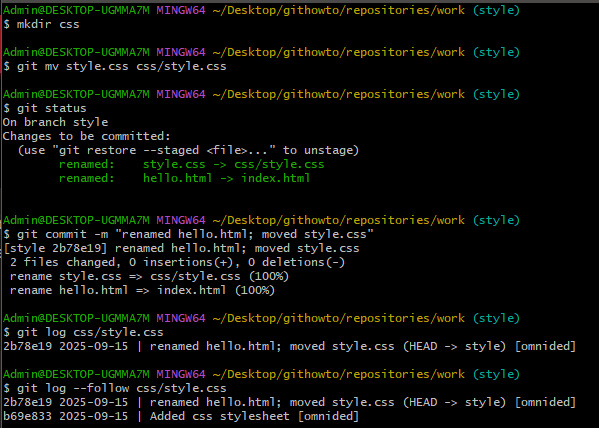 Admin@DESKTOP-UGMMA7M MINGW64 ~/Desktop/githowto/repositories/work (style)
$ mkdir css
Admin@DESKTOP-UGMMA7M MINGW64 ~/Desktop/githowto/repositories/work (style)
$ git mv style.css css/style.css
Admin@DESKTOP-UGMMA7M MINGW64 ~/Desktop/githowto/repositories/work (style)
$ git status
On branch style
Changes to be committed:
  (use "git restore --staged <file>..." to unstage)
        renamed:    style.css -> css/style.css
        renamed:    hello.html -> index.html
Admin@DESKTOP-UGMMA7M MINGW64 ~/Desktop/githowto/repositories/work (style)
$ git commit -m "renamed hello.html; moved style.css"
[style 2b78e19] renamed hello.html; moved style.css
 2 files changed, 0 insertions(+), 0 deletions(-)
 rename style.css => css/style.css (100%)
 rename hello.html => index.html (100%)
Admin@DESKTOP-UGMMA7M MINGW64 ~/Desktop/githowto/repositories/work (style)
$ git log css/style.css
2b78e19 2025-09-15 | renamed hello.html; moved style.css (HEAD -> style) [omnided]
Admin@DESKTOP-UGMMA7M MINGW64 ~/Desktop/githowto/repositories/work (style)
$ git log --follow css/style.css
2b78e19 2025-09-15 | renamed hello.html; moved style.css (HEAD -> style) [omnided]
b69e833 2025-09-15 | Added css stylesheet [omnided]